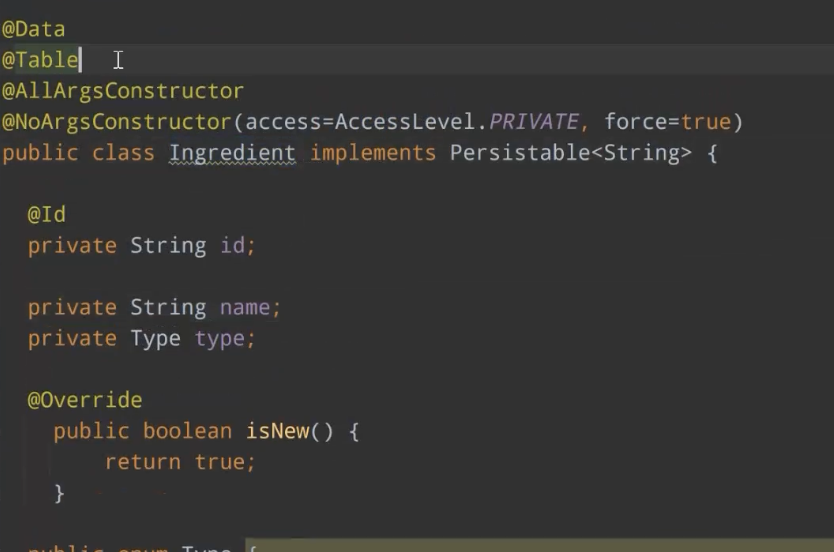 @Data
@Table
@AllArgsConstructor
@NoArgsConstructor(access=AccessLevel.PRIVATE, force=true)
public class Ingredient implements Persistable<String> {
@Id
private String id;
private String name;
private Type type;
@Override
public boolean isNew() {
return true;
}
public enum Type {